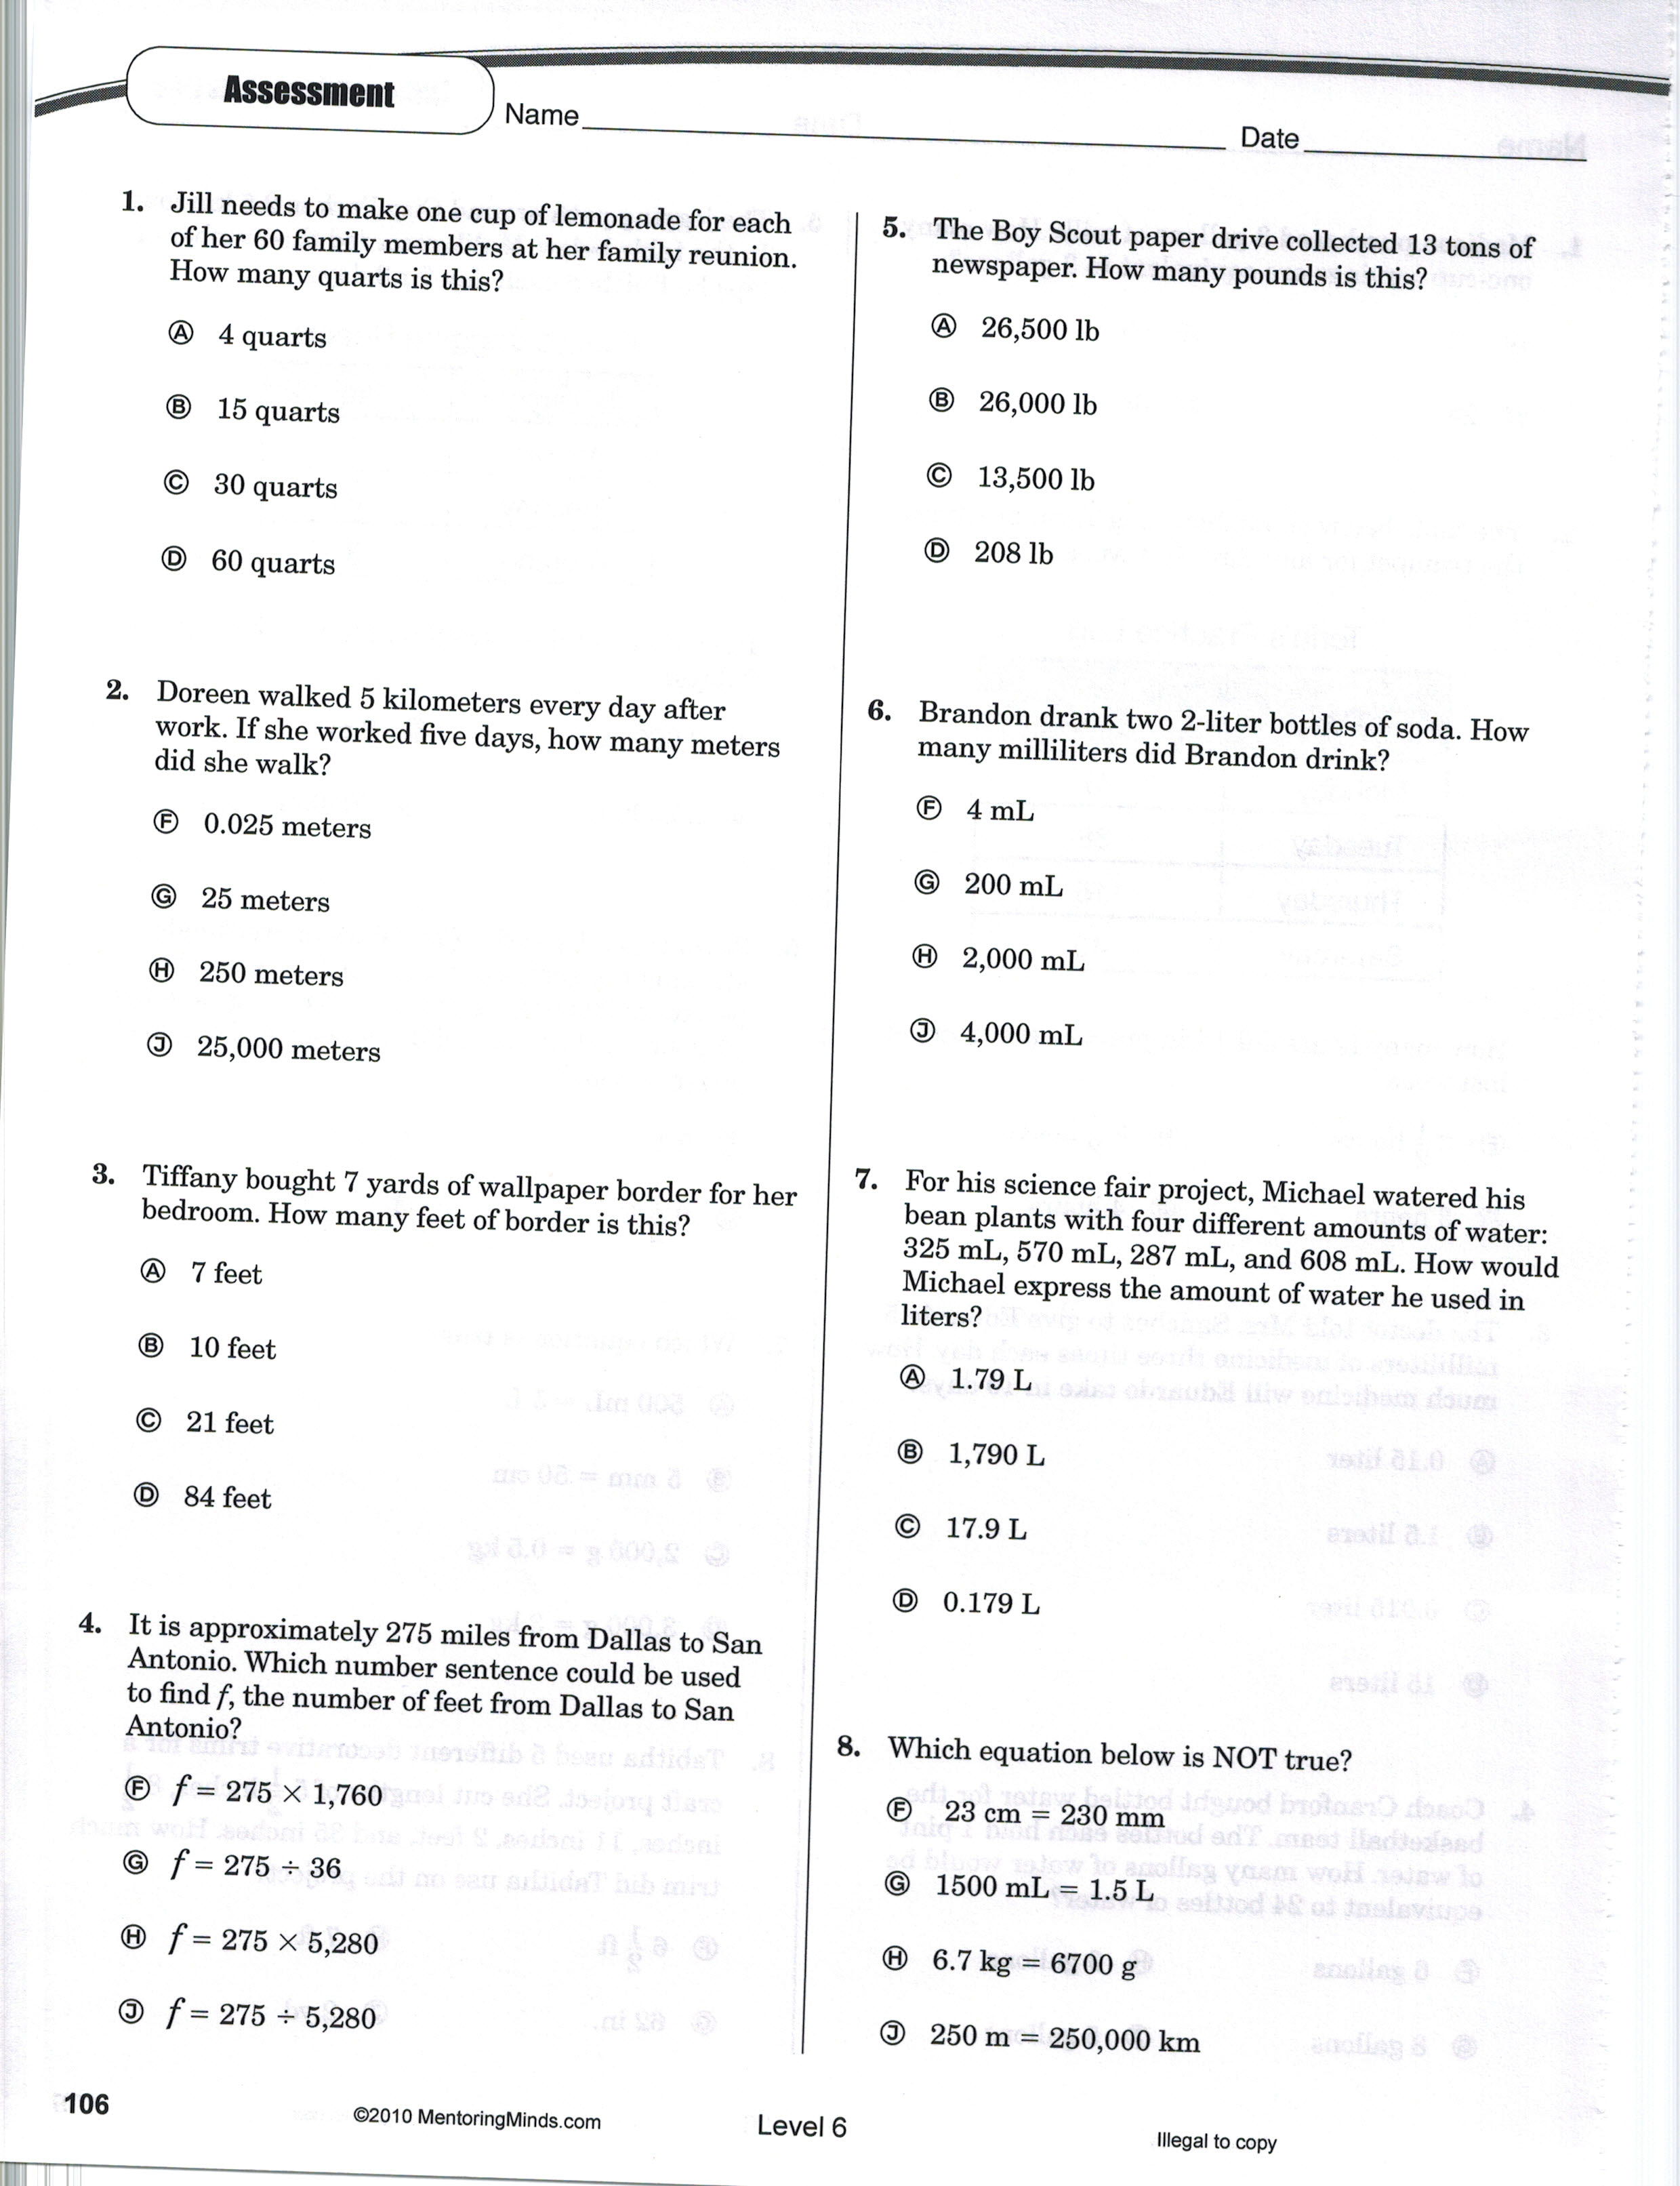 Assessment
Name
Date
1. Jill needs to make one cup of lemonade for each
of her 60 family members at her family reunion.
How many quarts is this?
Ⓐ 4 quarts
Ⓑ 15 quarts
Ⓒ 30 quarts
Ⓓ 60 quarts
2. Doreen walked 5 kilometers every day after
work. If she worked five days, how many meters
did she walk?
Ⓕ 0.025 meters
Ⓖ 25 meters
Ⓗ 250 meters
Ⓙ 25,000 meters
3. Tiffany bought 7 yards of wallpaper border for her
bedroom. How many feet of border is this?
Ⓐ 7 feet
Ⓑ 10 feet
Ⓒ 21 feet
Ⓓ 84 feet
4. It is approximately 275 miles from Dallas to San
Antonio. Which number sentence could be used
to find f, the number of feet from Dallas to San
Antonio?
Ⓕ f = 275 × 1,760
Ⓖ f = 275 ÷ 36
Ⓗ f = 275 × 5,280
Ⓙ f = 275 ÷ 5,280
5. The Boy Scout paper drive collected 13 tons of
newspaper. How many pounds is this?
Ⓐ 26,500 lb
Ⓑ 26,000 lb
Ⓒ 13,500 lb
Ⓓ 208 lb
6. Brandon drank two 2-liter bottles of soda. How
many milliliters did Brandon drink?
Ⓕ 4 mL
Ⓖ 200 mL
Ⓗ 2,000 mL
Ⓙ 4,000 mL
7. For his science fair project, Michael watered his
bean plants with four different amounts of water:
325 mL, 570 mL, 287 mL, and 608 mL. How would
Michael express the amount of water he used in
liters?
Ⓐ 1.79 L
Ⓑ 1,790 L
Ⓒ 17.9 L
Ⓓ 0.179 L
8. Which equation below is NOT true?
Ⓕ 23 cm = 230 mm
Ⓖ 1500 mL = 1.5 L
Ⓗ 6.7 kg = 6700 g
Ⓙ 250 m = 250,000 km
106
©2010 MentoringMinds.com
Level 6
Illegal to copy